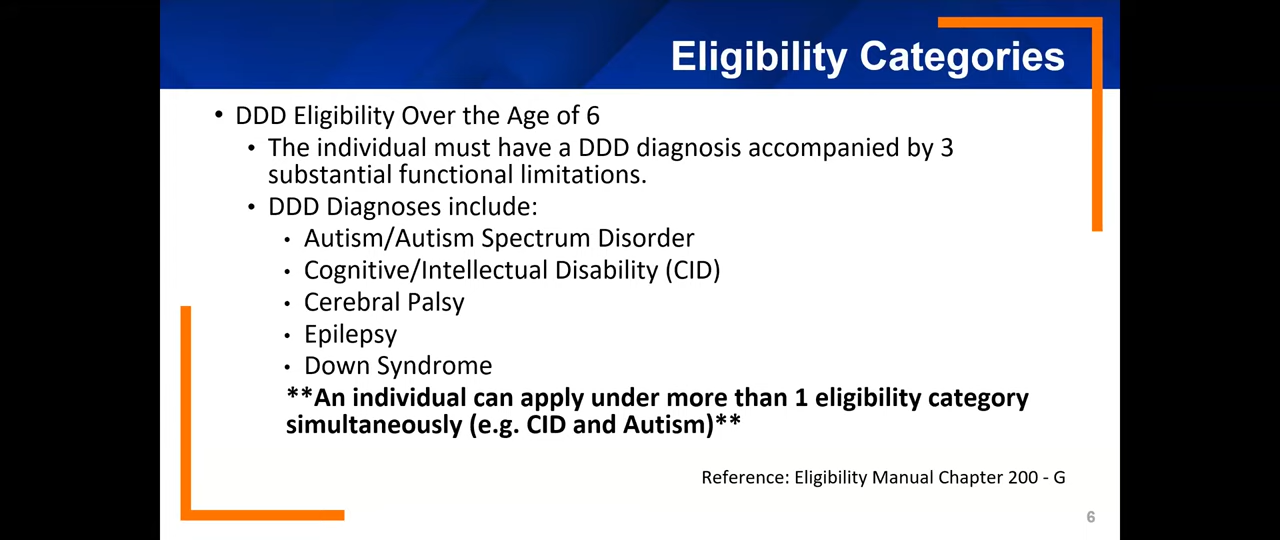 Eligibility Categories
• DDD Eligibility Over the Age of 6
• The individual must have a DDD diagnosis accompanied by 3
substantial functional limitations.
• DDD Diagnoses include:
• Autism/Autism Spectrum Disorder
• Cognitive/Intellectual Disability (CID)
• Cerebral Palsy
• Epilepsy
• Down Syndrome
**An individual can apply under more than 1 eligibility category
simultaneously (e.g. CID and Autism)**
Reference: Eligibility Manual Chapter 200 - G
6